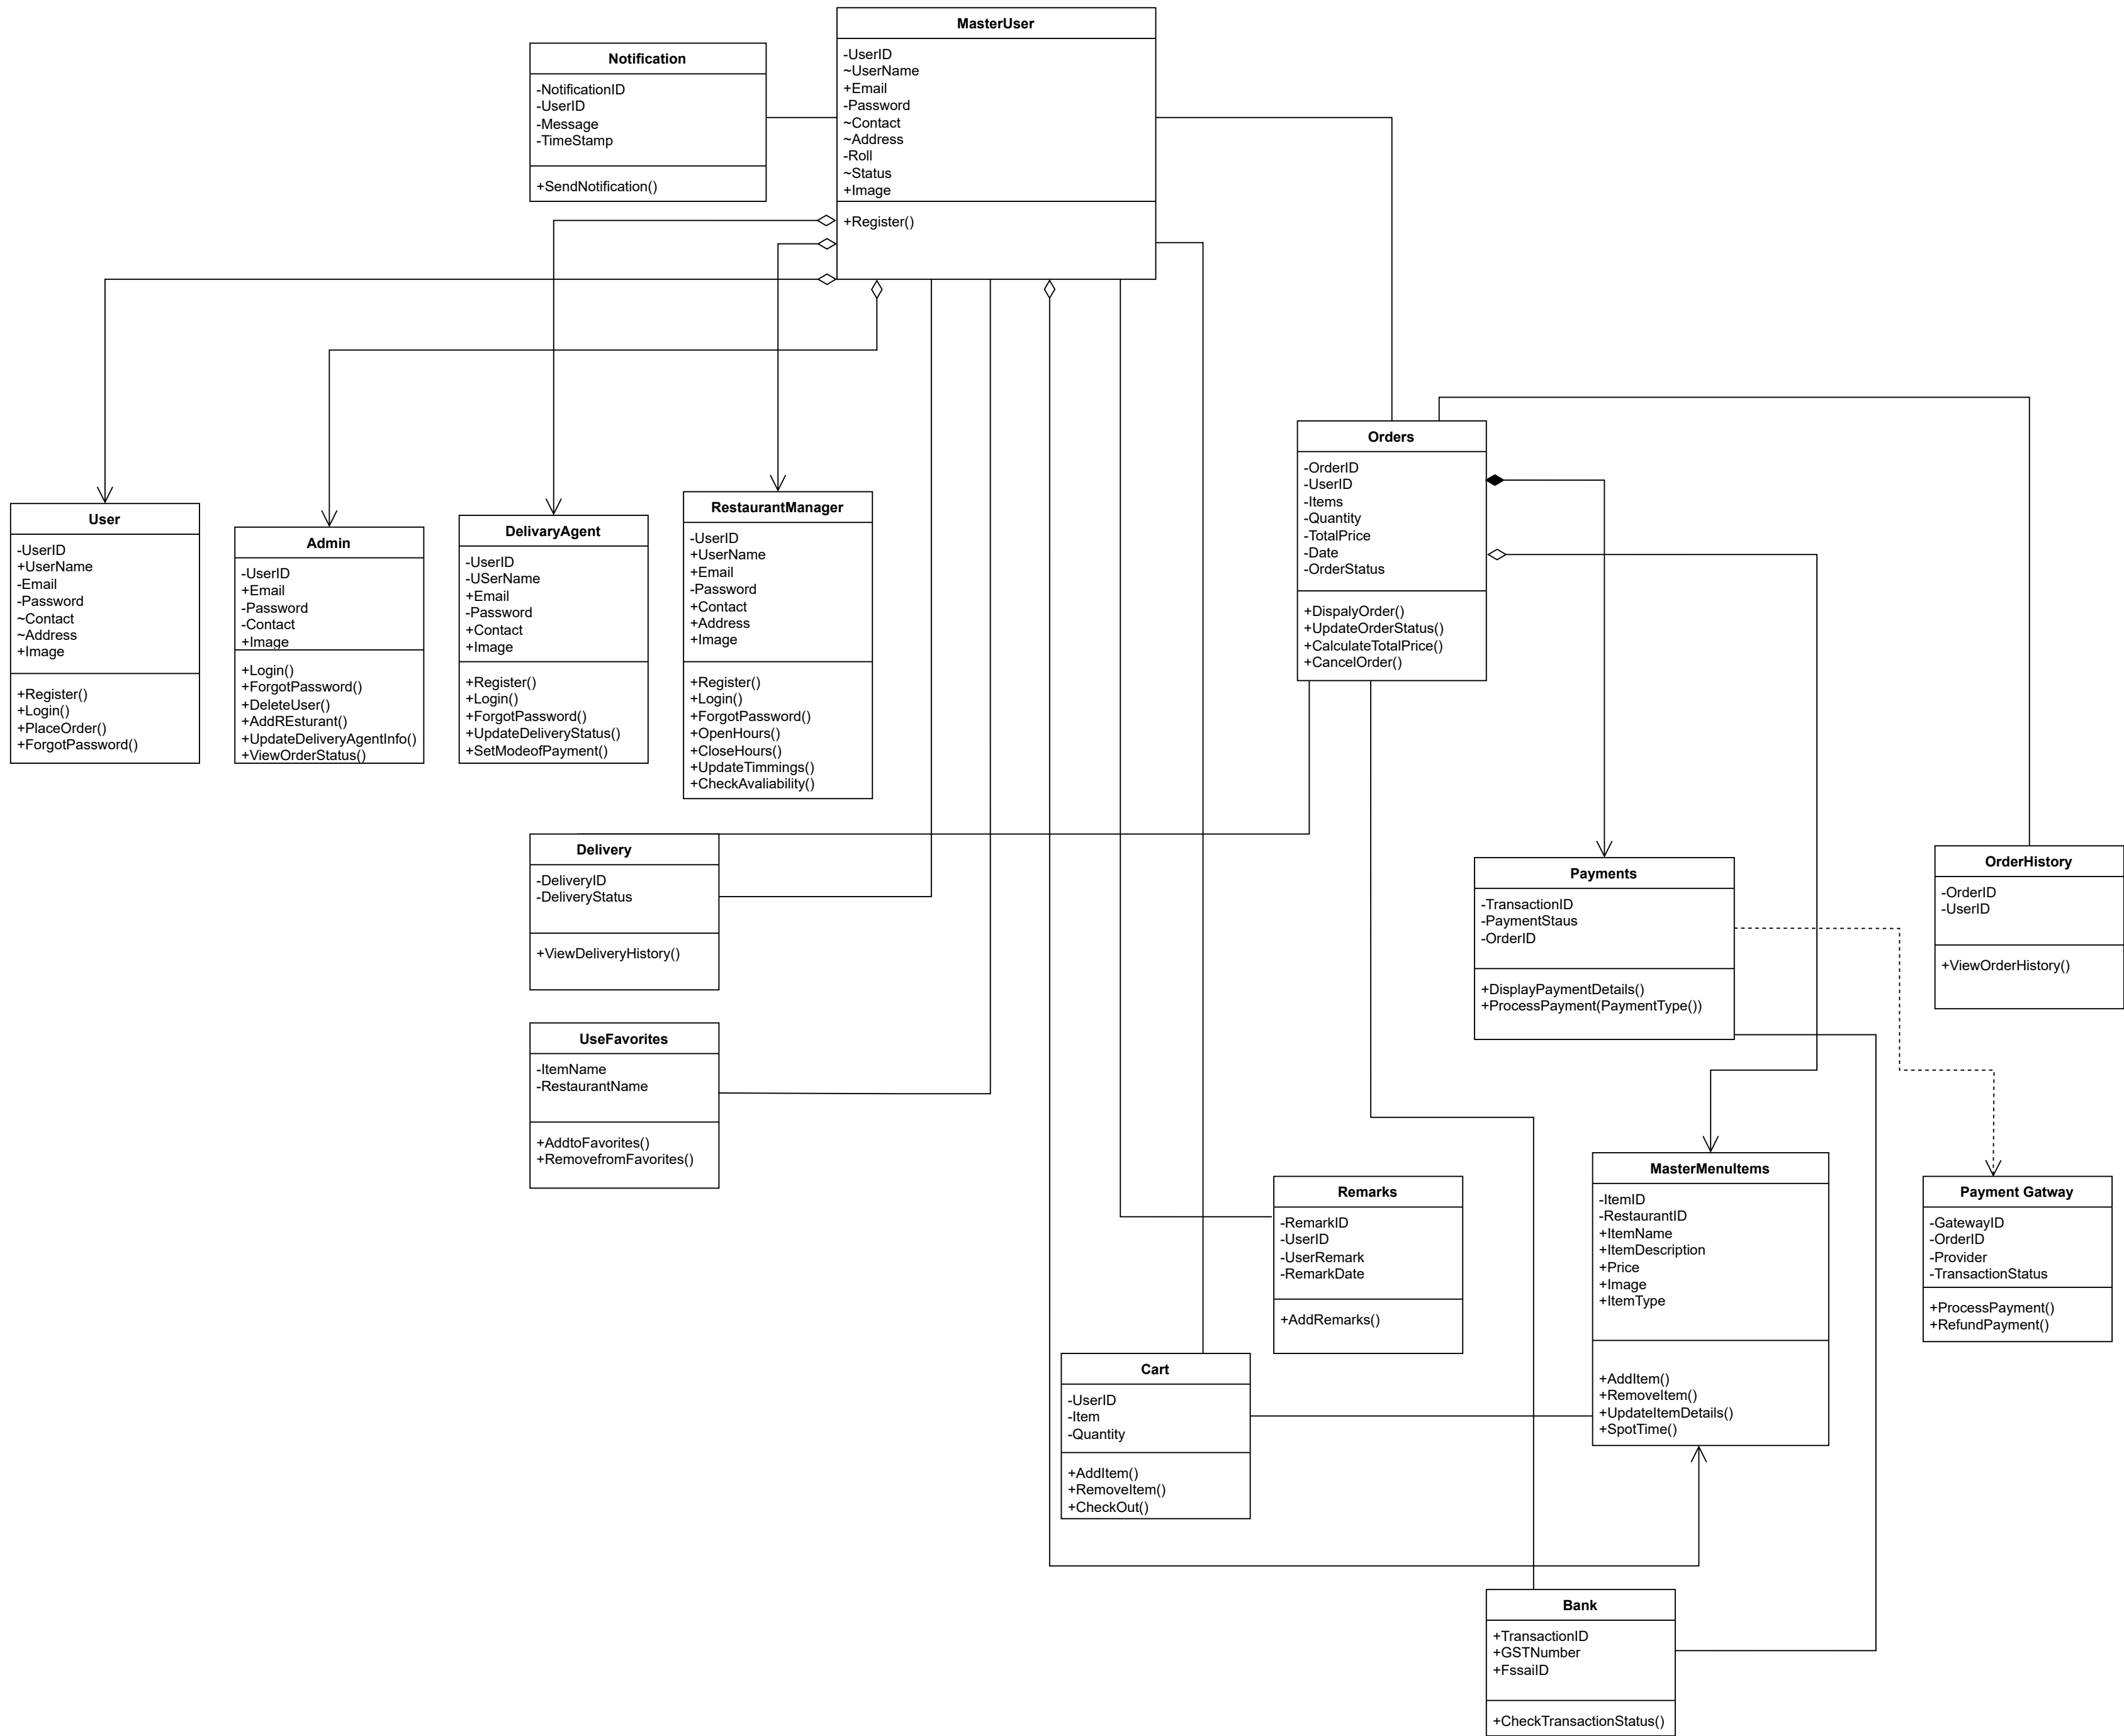 MasterUser
-UserID
~UserName
+Email
-Password
~Contact
~Address
-Roll
~Status
+Image
+Register()
Notification
-NotificationID
-UserID
-Message
-TimeStamp
+SendNotification()
User
-UserID
+UserName
-Email
-Password
~Contact
~Address
+Image
+Register()
+Login()
+PlaceOrder()
+ForgotPassword()
Admin
-UserID
+Email
-Password
-Contact
+Image
+Login()
+ForgotPassword()
+DeleteUser()
+AddREsturant()
+UpdateDeliveryAgentInfo()
+ViewOrderStatus()
DelivaryAgent
-UserID
-USerName
+Email
-Password
+Contact
+Image
+Register()
+Login()
+ForgotPassword()
+UpdateDeliveryStatus()
+SetModeofPayment()
RestaurantManager
-UserID
+UserName
+Email
-Password
+Contact
+Address
+Image
+Register()
+Login()
+ForgotPassword()
+OpenHours()
+CloseHours()
+UpdateTimmings()
+CheckAvaliability()
Orders
-OrderID
-UserID
-Items
-Quantity
-TotalPrice
-Date
-OrderStatus
+DispalyOrder()
+UpdateOrderStatus()
+CalculateTotalPrice()
+CancelOrder()
Delivery
-DeliveryID
-DeliveryStatus
+ViewDeliveryHistory()
Payments
-TransactionID
-PaymentStaus
-OrderID
+DisplayPaymentDetails()
+ProcessPayment(PaymentType())
OrderHistory
-OrderID
-UserID
+ViewOrderHistory()
UseFavorites
-ItemName
-RestaurantName
+AddtoFavorites()
+RemovefromFavorites()
Remarks
-RemarkID
-UserID
-UserRemark
-RemarkDate
+AddRemarks()
MasterMenuItems
-ItemID
-RestaurantID
+ItemName
+ItemDescription
+Price
+Image
+ItemType
+AddItem()
+RemoveItem()
+UpdateItemDetails()
+SpotTime()
Payment Gatway
-GatewayID
-OrderID
-Provider
-TransactionStatus
+ProcessPayment()
+RefundPayment()
Cart
-UserID
-Item
-Quantity
+AddItem()
+RemoveItem()
+CheckOut()
Bank
+TransactionID
+GSTNumber
+FssaiID
+CheckTransactionStatus()